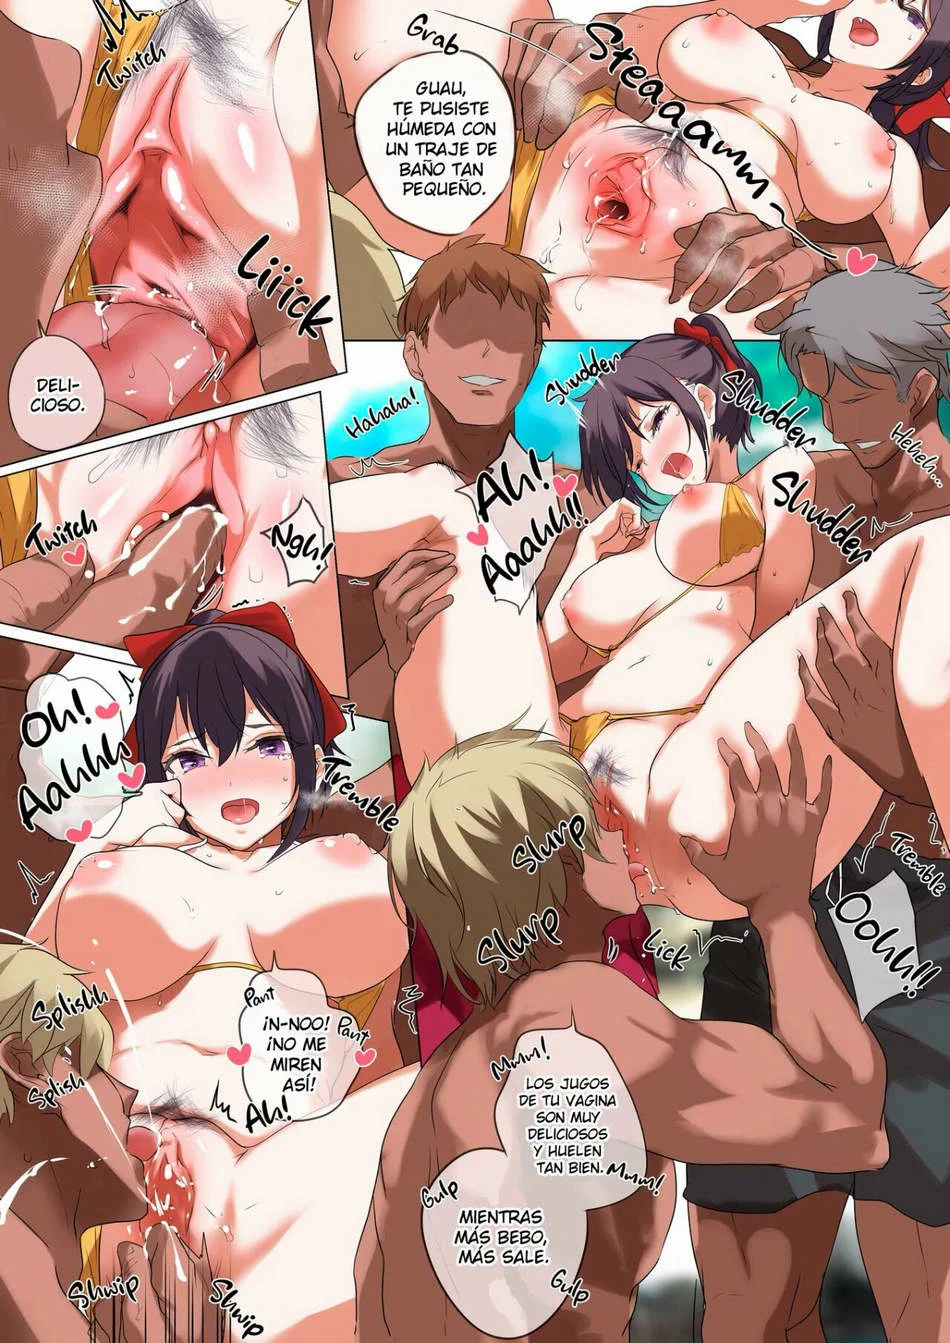 Twitch
Grab
GUAU,
TE PUSISTE
HÚMEDA CON
UN TRAJE DE
BAÑO TAN
PEQUEÑO.
Steaaamm
Liiick
DELI-
CIOSO.
Twitch
Ngh!
Hahaha!
Shudder
Shudder
Shudder
Heheh...
Ah!
Aaahh!!
Oh!
Aahhh
Tremble
Slurp
Slurp
Lick
Tremble
Oohh!!
Splishh
Splish
Pant
Pant
¡N-NOO!
¡NO ME
MIREN
ASÍ!
Ah!
Shwip
Shwip
Mmm!
LOS JUGOS
DE TU VAGINA
SON MUY
DELICIOSOS
Y HUELEN
TAN BIEN.
Mmm!
Gulp
MIENTRAS
MÁS BEBO,
MÁS SALE.
Gulp